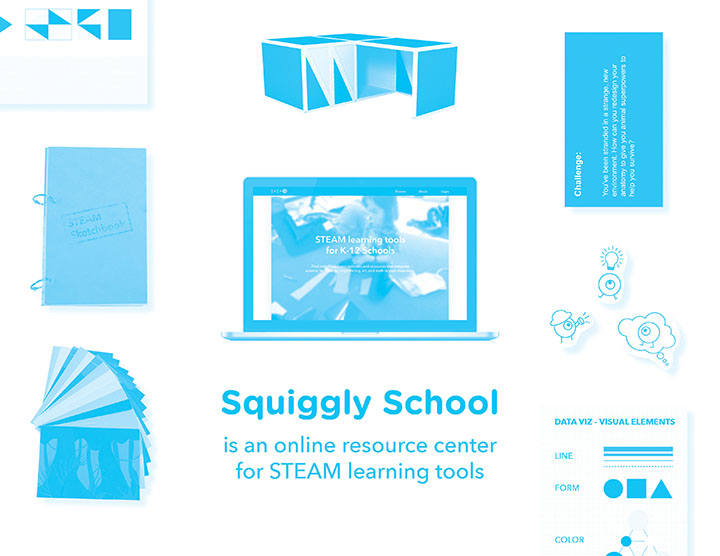 Challenge:
You've been stranded in a strange, new
environment. How can you redesign your
anatomy to give you animal superpowers to
help you survive?
STEAM
Sketchbook
Browse About Login
STEAM learning tools
for K-12 Schools
Squiggly School
is an online resource center
for STEAM learning tools
DATA VIZ - VISUAL ELEMENTS
LINE
FORM
COLOR